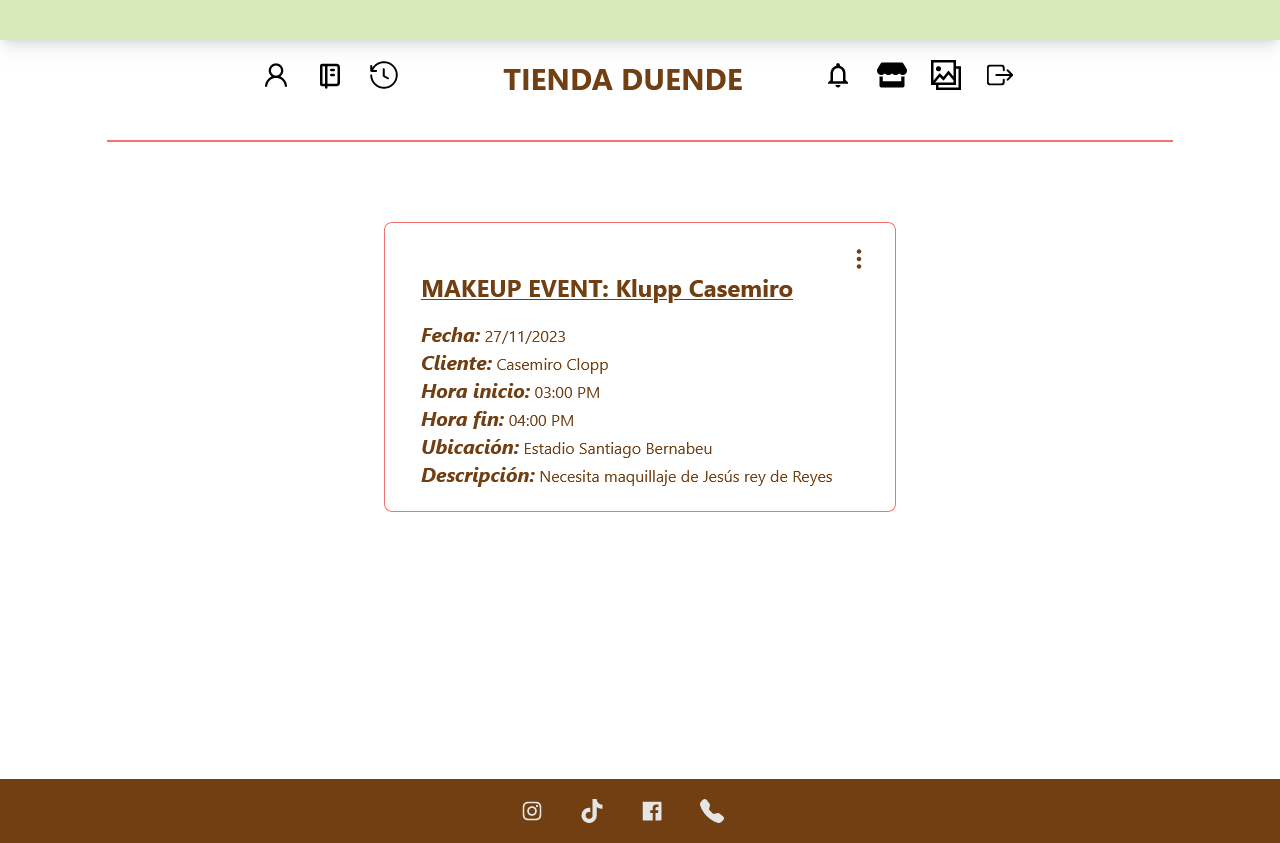 TIENDA DUENDE
MAKEUP EVENT: Klupp Casemiro
Fecha: 27/11/2023
Cliente: Casemiro Clopp
Hora inicio: 03:00 PM
Hora fin: 04:00 PM
Ubicación: Estadio Santiago Bernabeu
Descripción: Necesita maquillaje de Jesús rey de Reyes